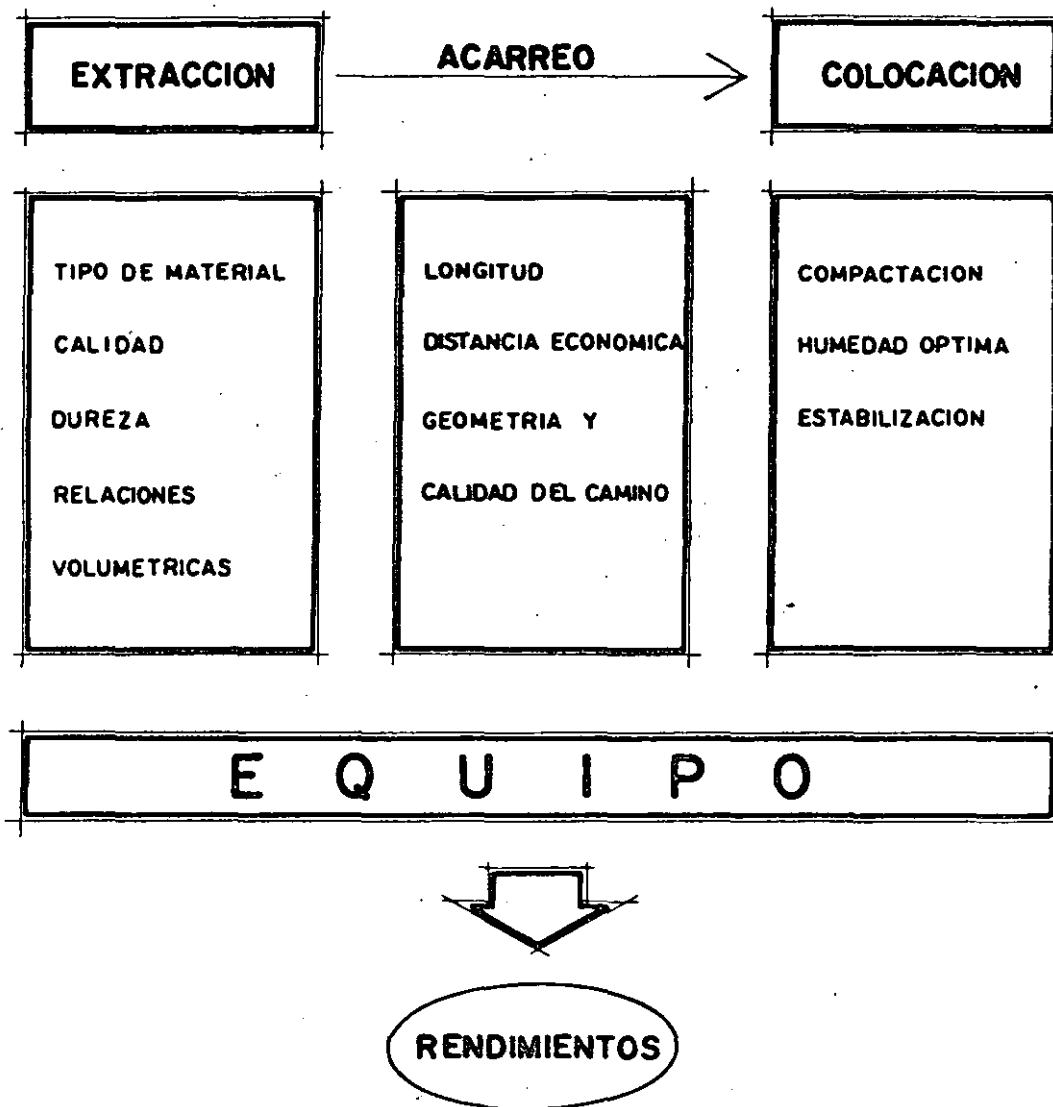 EXTRACCION
ACARREO
COLOCACION
TIPO DE MATERIAL
CALIDAD
DUREZA
RELACIONES
VOLUMETRICAS
LONGITUD
DISTANCIA ECONOMICA
GEOMETRIA Y
CALIDAD DEL CAMINO
COMPACTACION
HUMEDAD OPTIMA
ESTABILIZACION
E Q U I P O
RENDIMIENTOS